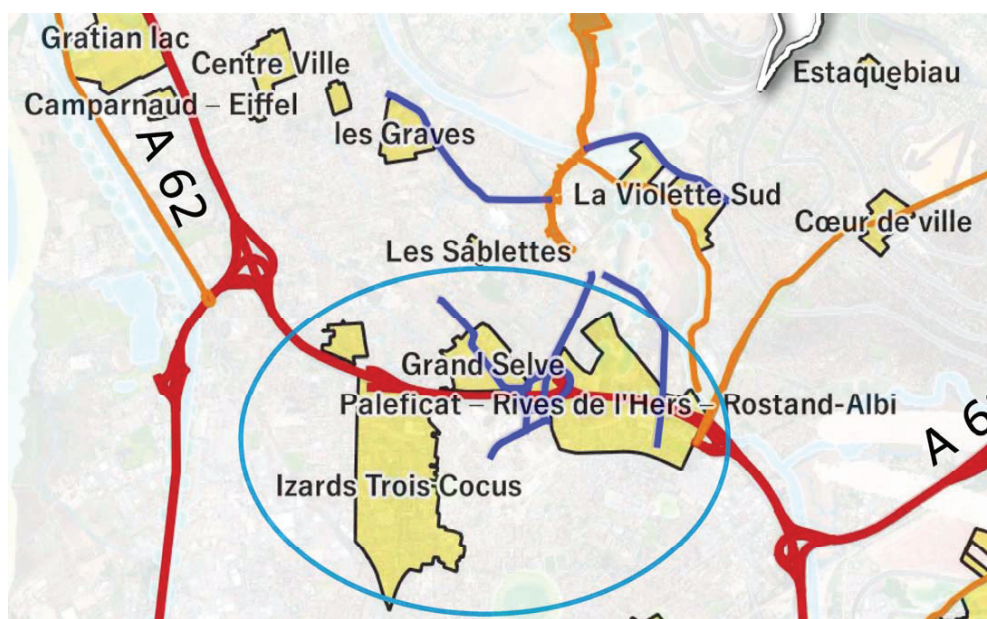 Gratian lac
Centre Ville
Estaquebiau
Camparnaud – Eiffel
les Graves
A 62
La Violette Sud
Cœur de ville
Les Sablettes
Grand Selve
Paleficat – Rives de l'Hers – Rostand-Albi
A 6
Izards Trois Cocus